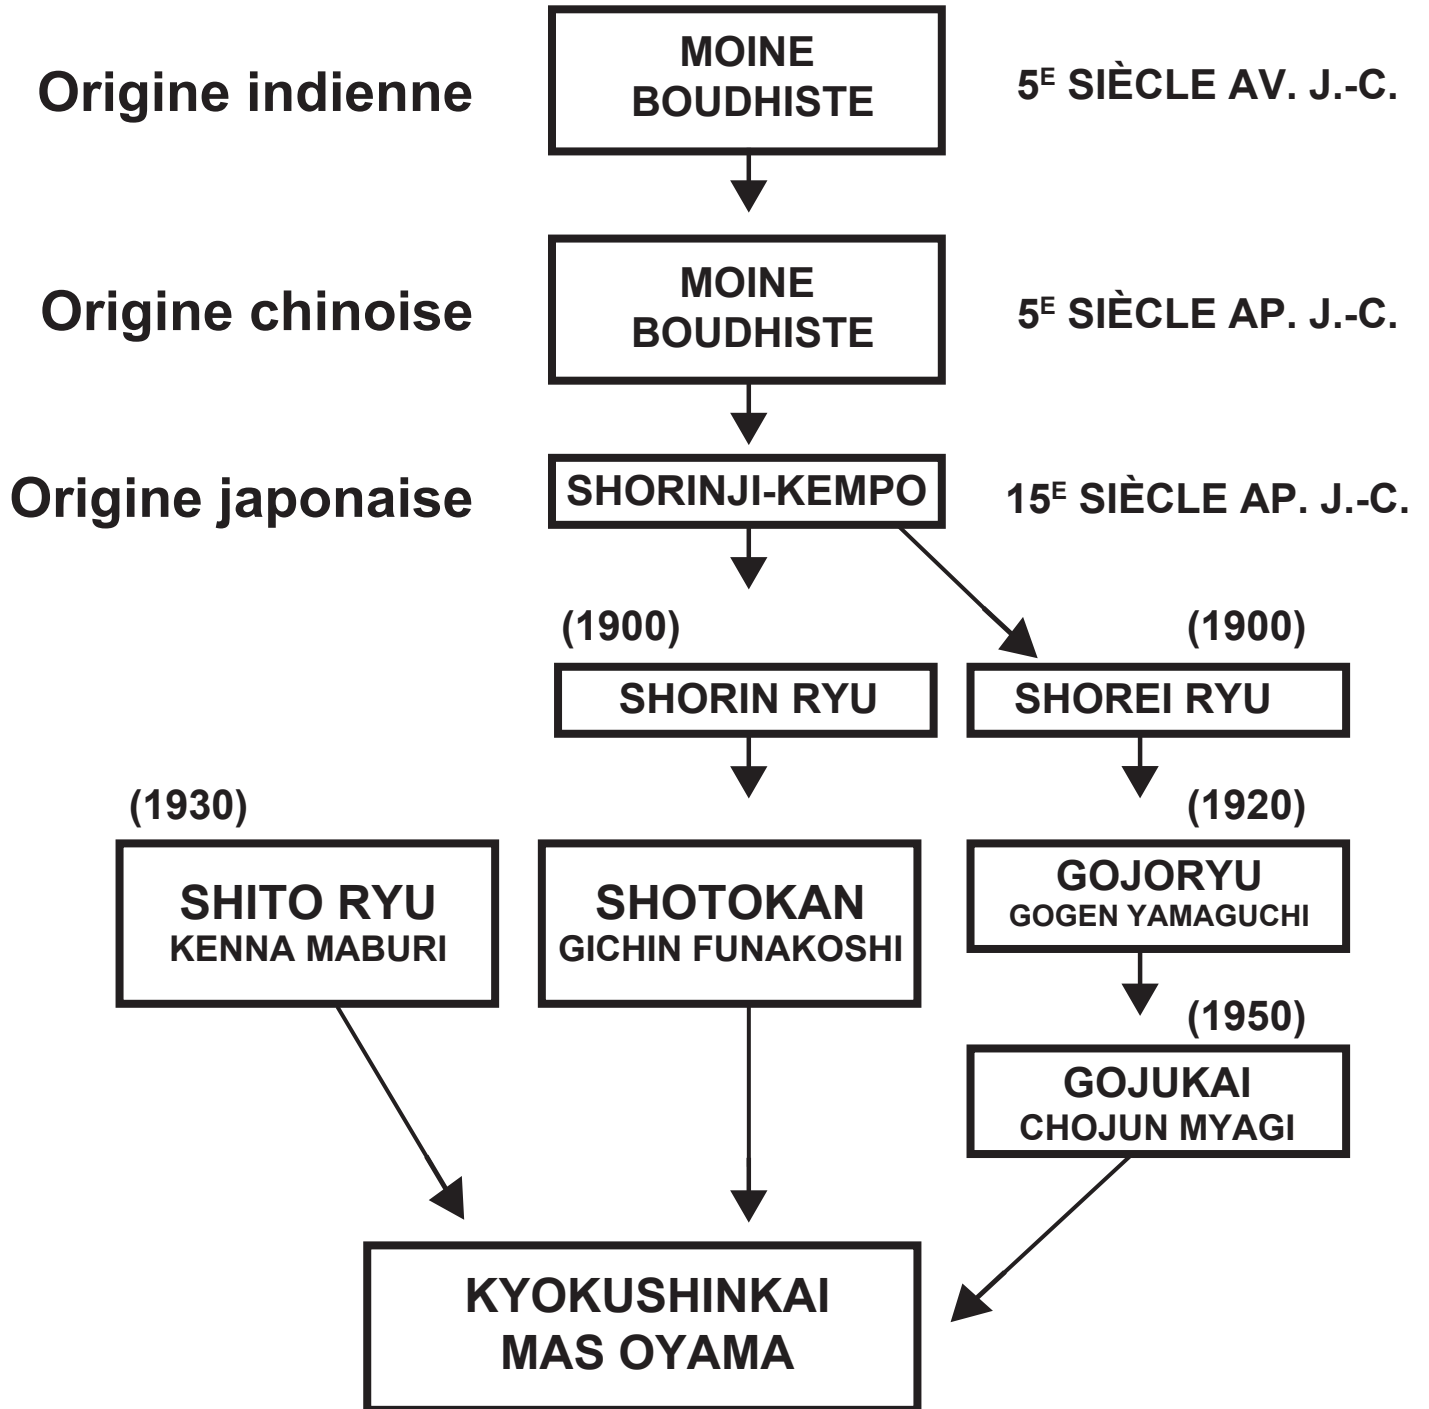 Origine indienne
MOINE
BOUDHISTE
5E SIÈCLE AV. J.-C.
Origine chinoise
MOINE
BOUDHISTE
5E SIÈCLE AP. J.-C.
Origine japonaise
SHORINJI-KEMPO
15E SIÈCLE AP. J.-C.
(1900)
SHORIN RYU
(1900)
SHOREI RYU
(1930)
SHITO RYU
KENNA MABURI
SHOTOKAN
GICHIN FUNAKOSHI
(1920)
GOJORYU
GOGEN YAMAGUCHI
(1950)
GOJUKAI
CHOJUN MYAGI
KYOKUSHINKAI
MAS OYAMA